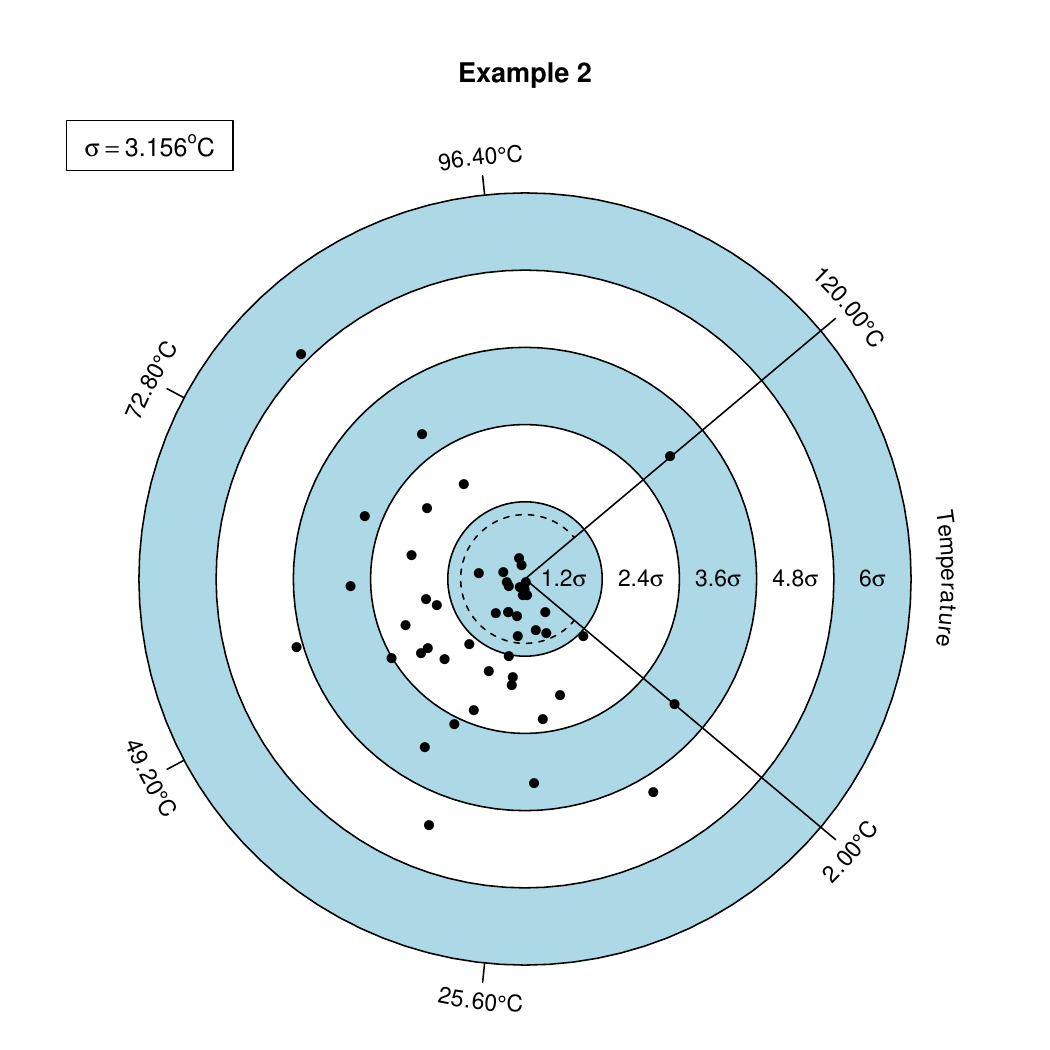 Example 2
σ = 3.156°C
96.40°C
120.00°C
72.80°C
Temperature
1.2σ 2.4σ 3.6σ 4.8σ 6σ
49.20°C
2.00°C
25.60°C